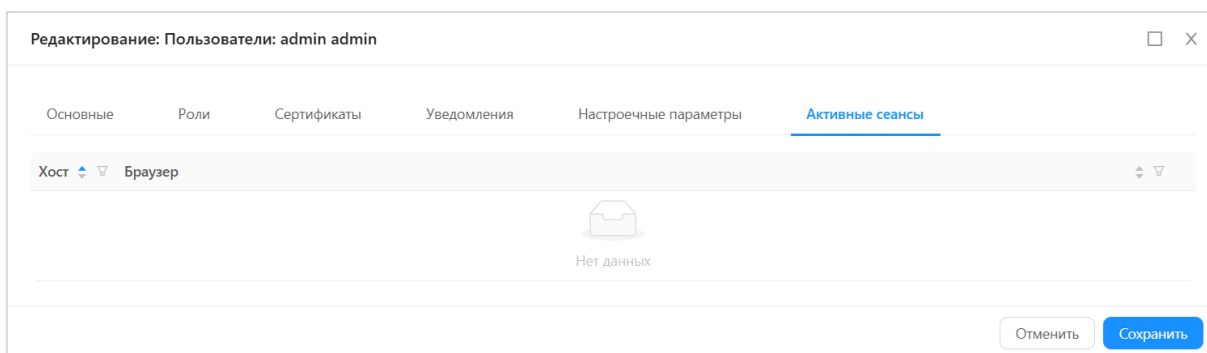 Редактирование: Пользователи: admin admin
Основные Роли Сертификаты Уведомления Настроечные параметры Активные сеансы
Хост Браузер
Нет данных
Отменить Сохранить